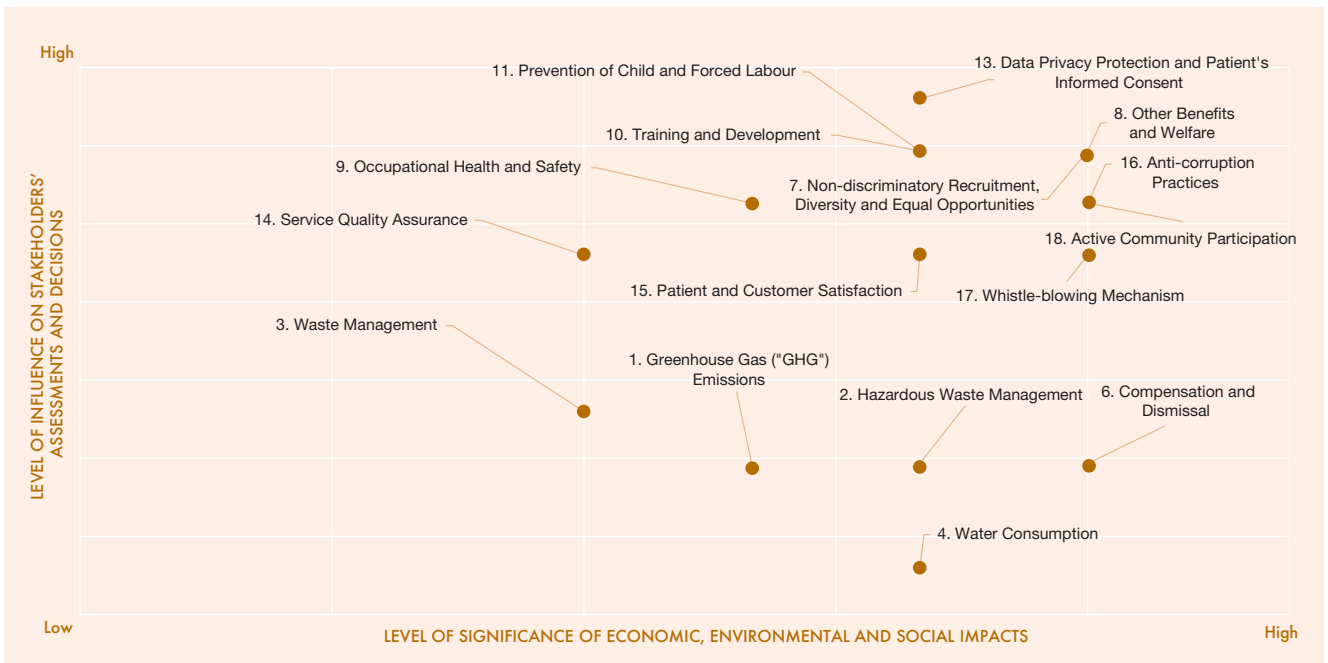 High
11. Prevention of Child and Forced Labour
13. Data Privacy Protection and Patient's
Informed Consent
8. Other Benefits
and Welfare
10. Training and Development
9. Occupational Health and Safety
16. Anti-corruption
Practices
7. Non-discriminatory Recruitment,
Diversity and Equal Opportunities
14. Service Quality Assurance
18. Active Community Participation
15. Patient and Customer Satisfaction
17. Whistle-blowing Mechanism
3. Waste Management
1. Greenhouse Gas ("GHG")
Emissions
2. Hazardous Waste Management
6. Compensation and
Dismissal
4. Water Consumption
LEVEL OF INFLUENCE ON STAKEHOLDERS'
ASSESSMENTS AND DECISIONS
Low
LEVEL OF SIGNIFICANCE OF ECONOMIC, ENVIRONMENTAL AND SOCIAL IMPACTS
High